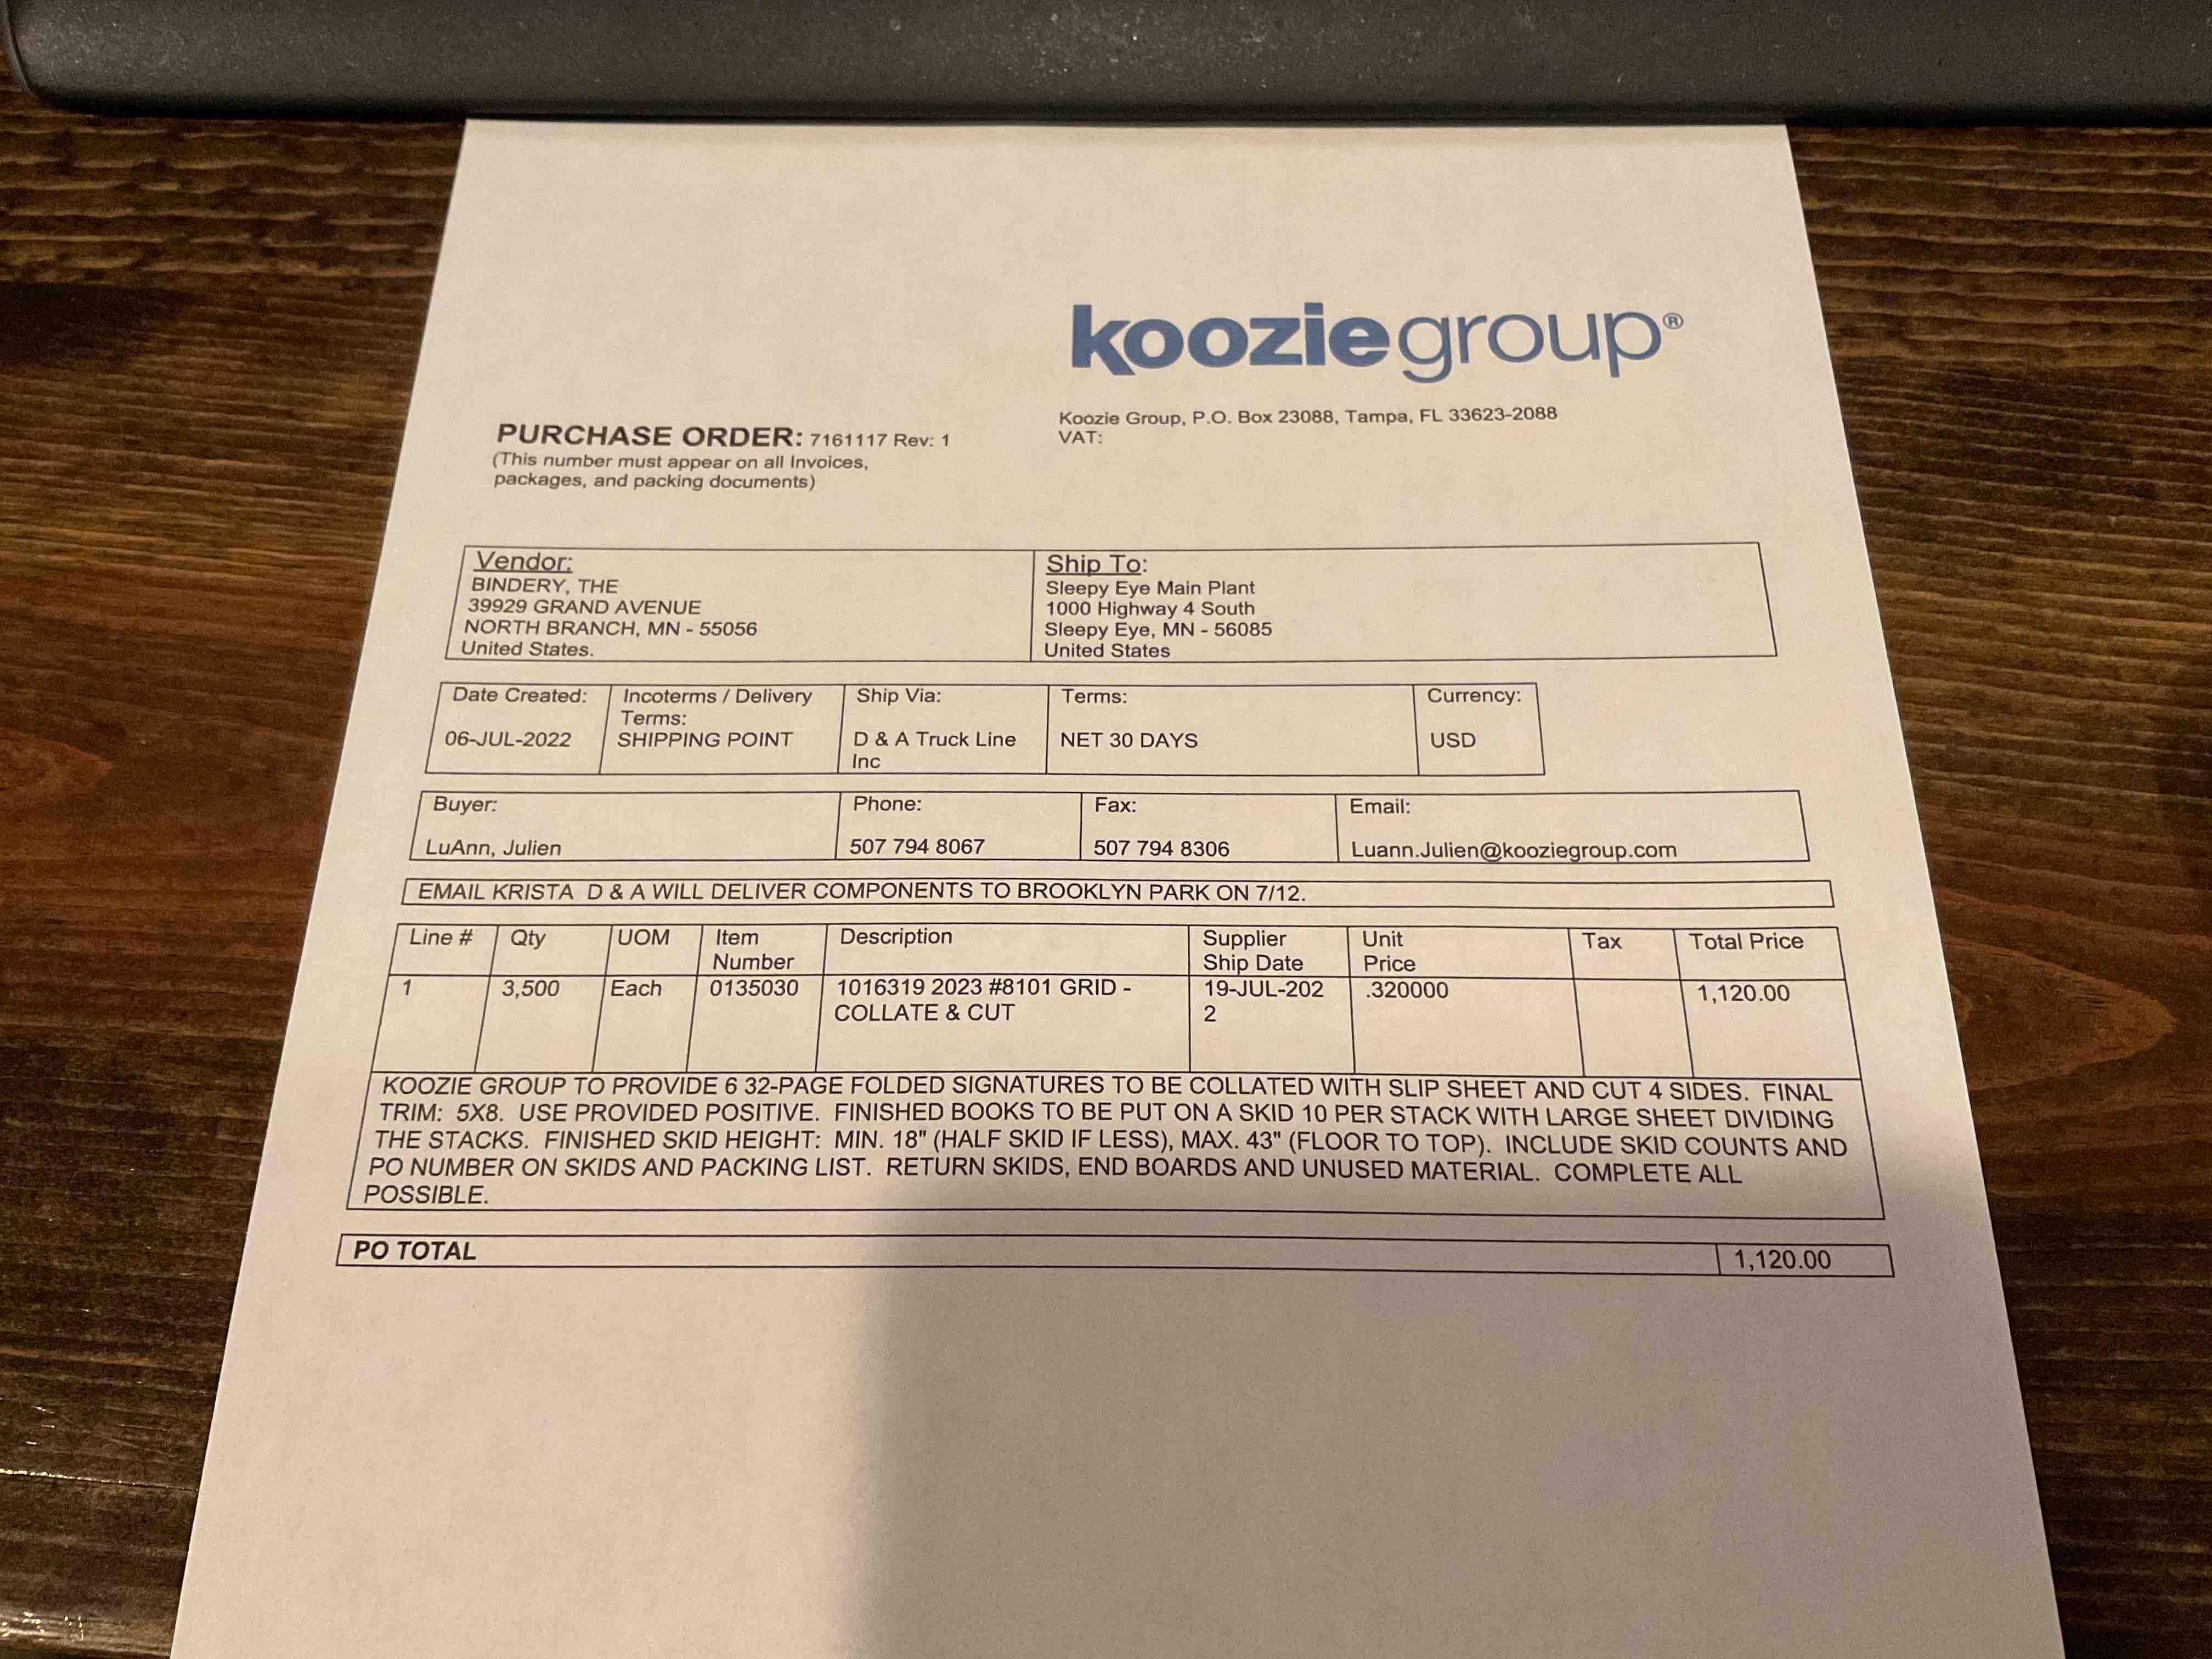 kooziegroup®
Koozie Group, P.O. Box 23088, Tampa, FL 33623-2088
VAT:
PURCHASE ORDER: 7161117 Rev: 1
(This number must appear on all Invoices,
packages, and packing documents)
Vendor:
BINDERY, THE
39929 GRAND AVENUE
NORTH BRANCH, MN - 55056
United States.
Ship To:
Sleepy Eye Main Plant
1000 Highway 4 South
Sleepy Eye, MN - 56085
United States
Date Created:
06-JUL-2022
Incoterms / Delivery
Terms:
SHIPPING POINT
Ship Via:
D & A Truck Line
Inc
Terms:
NET 30 DAYS
Currency:
USD
Buyer:
LuAnn, Julien
Phone:
507 794 8067
Fax:
507 794 8306
Email:
Luann.Julien@kooziegroup.com
EMAIL KRISTA D & A WILL DELIVER COMPONENTS TO BROOKLYN PARK ON 7/12.
Line #
Qty
UOM
Item
Number
Description
Supplier
Ship Date
Unit
Price
Tax
Total Price
1
3,500
Each
0135030
1016319 2023 #8101 GRID -
COLLATE & CUT
19-JUL-202
2
.320000
1,120.00
KOOZIE GROUP TO PROVIDE 6 32-PAGE FOLDED SIGNATURES TO BE COLLATED WITH SLIP SHEET AND CUT 4 SIDES. FINAL
TRIM: 5X8. USE PROVIDED POSITIVE. FINISHED BOOKS TO BE PUT ON A SKID 10 PER STACK WITH LARGE SHEET DIVIDING
THE STACKS. FINISHED SKID HEIGHT: MIN. 18" (HALF SKID IF LESS), MAX. 43" (FLOOR TO TOP). INCLUDE SKID COUNTS AND
PO NUMBER ON SKIDS AND PACKING LIST. RETURN SKIDS, END BOARDS AND UNUSED MATERIAL. COMPLETE ALL
POSSIBLE.
PO TOTAL
1,120.00